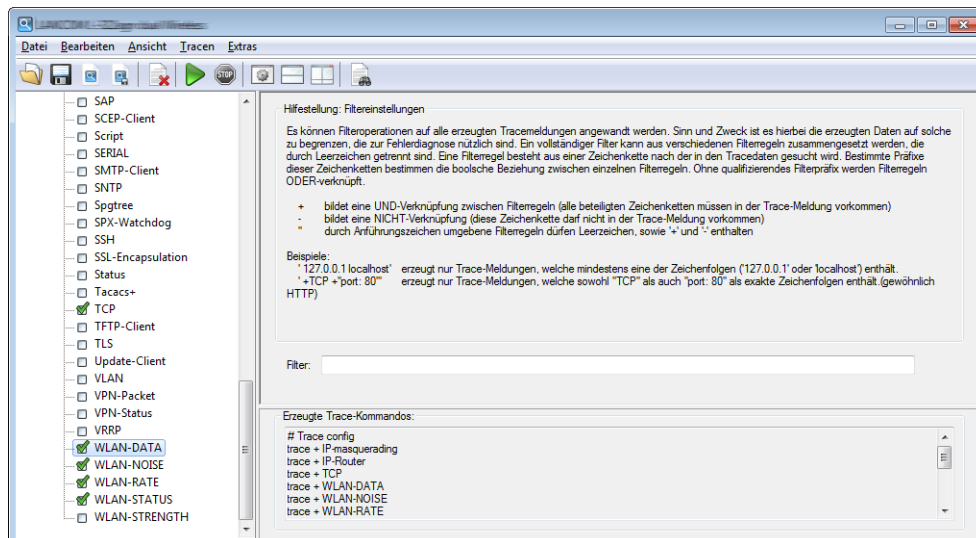 Datei Bearbeiten Ansicht Tracen Extras
STOP
SAP
SCEP-Client
Script
SERIAL
SMTP-Client
SNTP
Spgtree
SPX-Watchdog
SSH
SSL-Encapsulation
Status
Tacacs+
TCP
TFTP-Client
TLS
Update-Client
VLAN
VPN-Packet
VPN-Status
VRRP
WLAN-DATA
WLAN-NOISE
WLAN-RATE
WLAN-STATUS
WLAN-STRENGTH
Hilfestellung: Filtereinstellungen
Es können Filteroperationen auf alle erzeugten Tracemeldungen angewandt werden. Sinn und Zweck ist es hierbei die erzeugten Daten auf solche
zu begrenzen, die zur Fehlerdiagnose nützlich sind. Ein vollständiger Filter kann aus verschiedenen Filterregeln zusammengesetzt werden, die
durch Leerzeichen getrennt sind. Eine Filterregel besteht aus einer Zeichenkette nach der in den Tracedaten gesucht wird. Bestimmte Präfixe
dieser Zeichenketten bestimmen die boolsche Beziehung zwischen einzelnen Filterregeln. Ohne qualifizierendes Filterpräfix werden Filterregeln
ODER-verknüpft.
+ bildet eine UND-Verknüpfung zwischen Filterregeln (alle beteiligten Zeichenketten müssen in der Trace-Meldung vorkommen)
- bildet eine NICHT-Verknüpfung (diese Zeichenkette darf nicht in der Trace-Meldung vorkommen)
" durch Anführungszeichen umgebene Filterregeln dürfen Leerzeichen, sowie '+' und '-' enthalten
Beispiele:
' 127.0.0.1 localhost' erzeugt nur Trace-Meldungen, welche mindestens eine der Zeichenfolgen ('127.0.0.1' oder 'localhost') enthält.
' +TCP +"port: 80"' erzeugt nur Trace-Meldungen, welche sowohl "TCP" als auch "port: 80" als exakte Zeichenfolgen enthält.(gewöhnlich
HTTP)
Filter:
Erzeugte Trace-Kommandos:
# Trace config
trace + IP-masquerading
trace + IP-Router
trace + TCP
trace + WLAN-DATA
trace + WLAN-NOISE
trace + WLAN-RATE